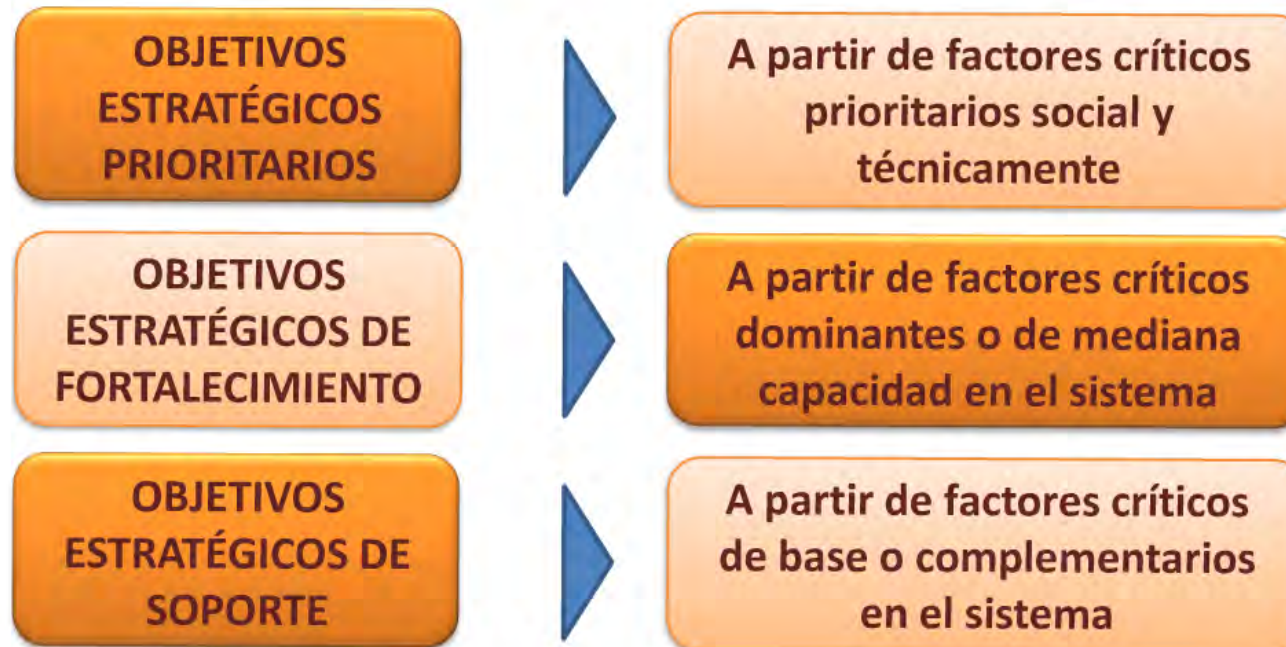 OBJETIVOS
ESTRATÉGICOS
PRIORITARIOS
A partir de factores críticos
prioritarios social y
técnicamente
OBJETIVOS
ESTRATÉGICOS DE
FORTALECIMIENTO
A partir de factores críticos
dominantes o de mediana
capacidad en el sistema
OBJETIVOS
ESTRATÉGICOS DE
SOPORTE
A partir de factores críticos
de base o complementarios
en el sistema